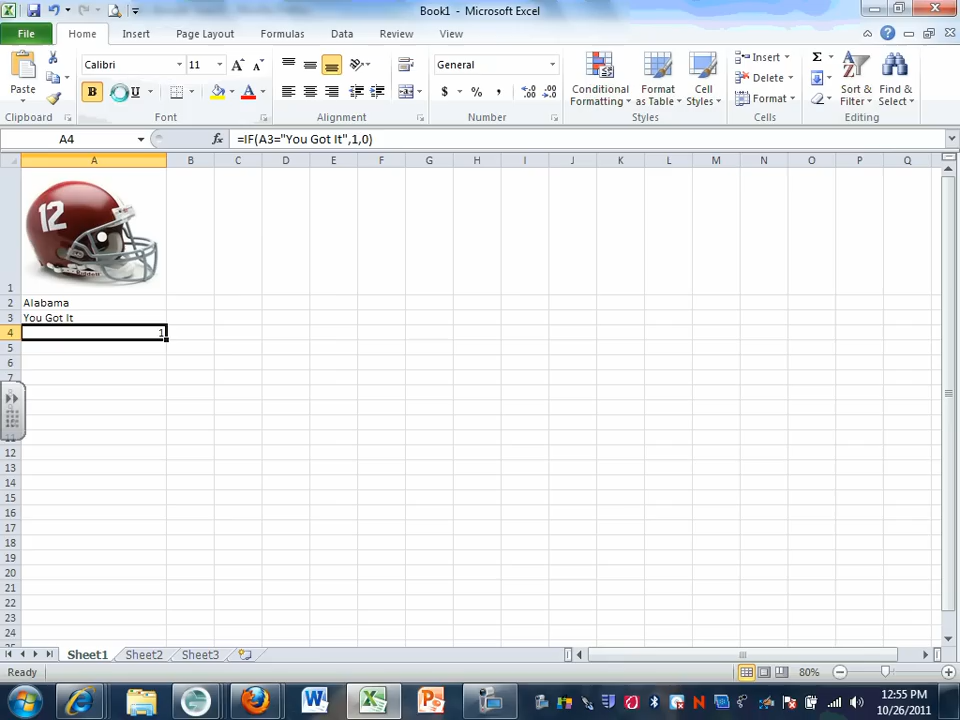 Book1 - Microsoft Excel
File Home Insert Page Layout Formulas Data Review View
Paste
Calibri 11
B U
General
$ % ,
Conditional Formatting
Format as Table
Cell Styles
Insert
Delete
Format
Σ
Sort & Filter
Find & Select
Clipboard Font Alignment Number Styles Cells Editing
A4 fx =IF(A3="You Got It",1,0)
A B C D E F G H I J K L M N O P Q
12
Riddell
1
2 Alabama
3 You Got It
4 1
5
6
7
12
13
14
15
16
17
18
19
20
21
22
23
24
Sheet1 Sheet2 Sheet3
Ready 80%
12:55 PM
10/26/2011